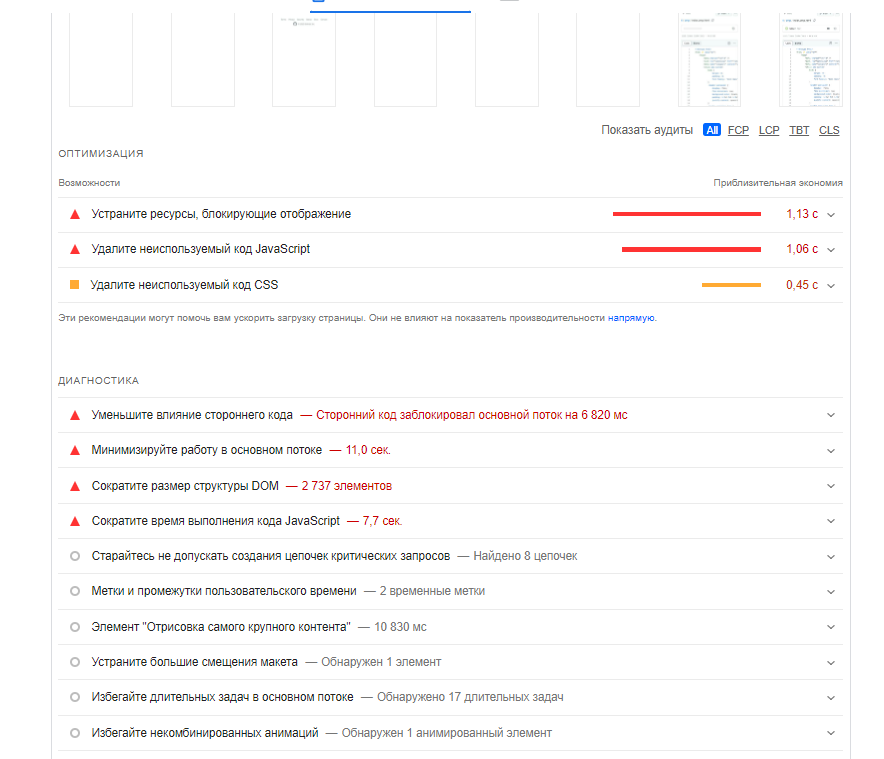 Показать аудиты All FCP LCP TBT CLS
ОПТИМИЗАЦИЯ
Возможности Приблизительная экономия
Устраните ресурсы, блокирующие отображение 1,13 с
Удалите неиспользуемый код JavaScript 1,06 с
Удалите неиспользуемый код CSS 0,45 с
Эти рекомендации могут помочь вам ускорить загрузку страницы. Они не влияют на показатель производительности напрямую.
ДИАГНОСТИКА
Уменьшите влияние стороннего кода — Сторонний код заблокировал основной поток на 6 820 мс
Минимизируйте работу в основном потоке — 11,0 сек.
Сократите размер структуры DOM — 2 737 элементов
Сократите время выполнения кода JavaScript — 7,7 сек.
Старайтесь не допускать создания цепочек критических запросов — Найдено 8 цепочек
Метки и промежутки пользовательского времени — 2 временные метки
Элемент "Отрисовка самого крупного контента" — 10 830 мс
Устраните большие смещения макета — Обнаружен 1 элемент
Избегайте длительных задач в основном потоке — Обнаружено 17 длительных задач
Избегайте некомбинированных анимаций — Обнаружен 1 анимированный элемент